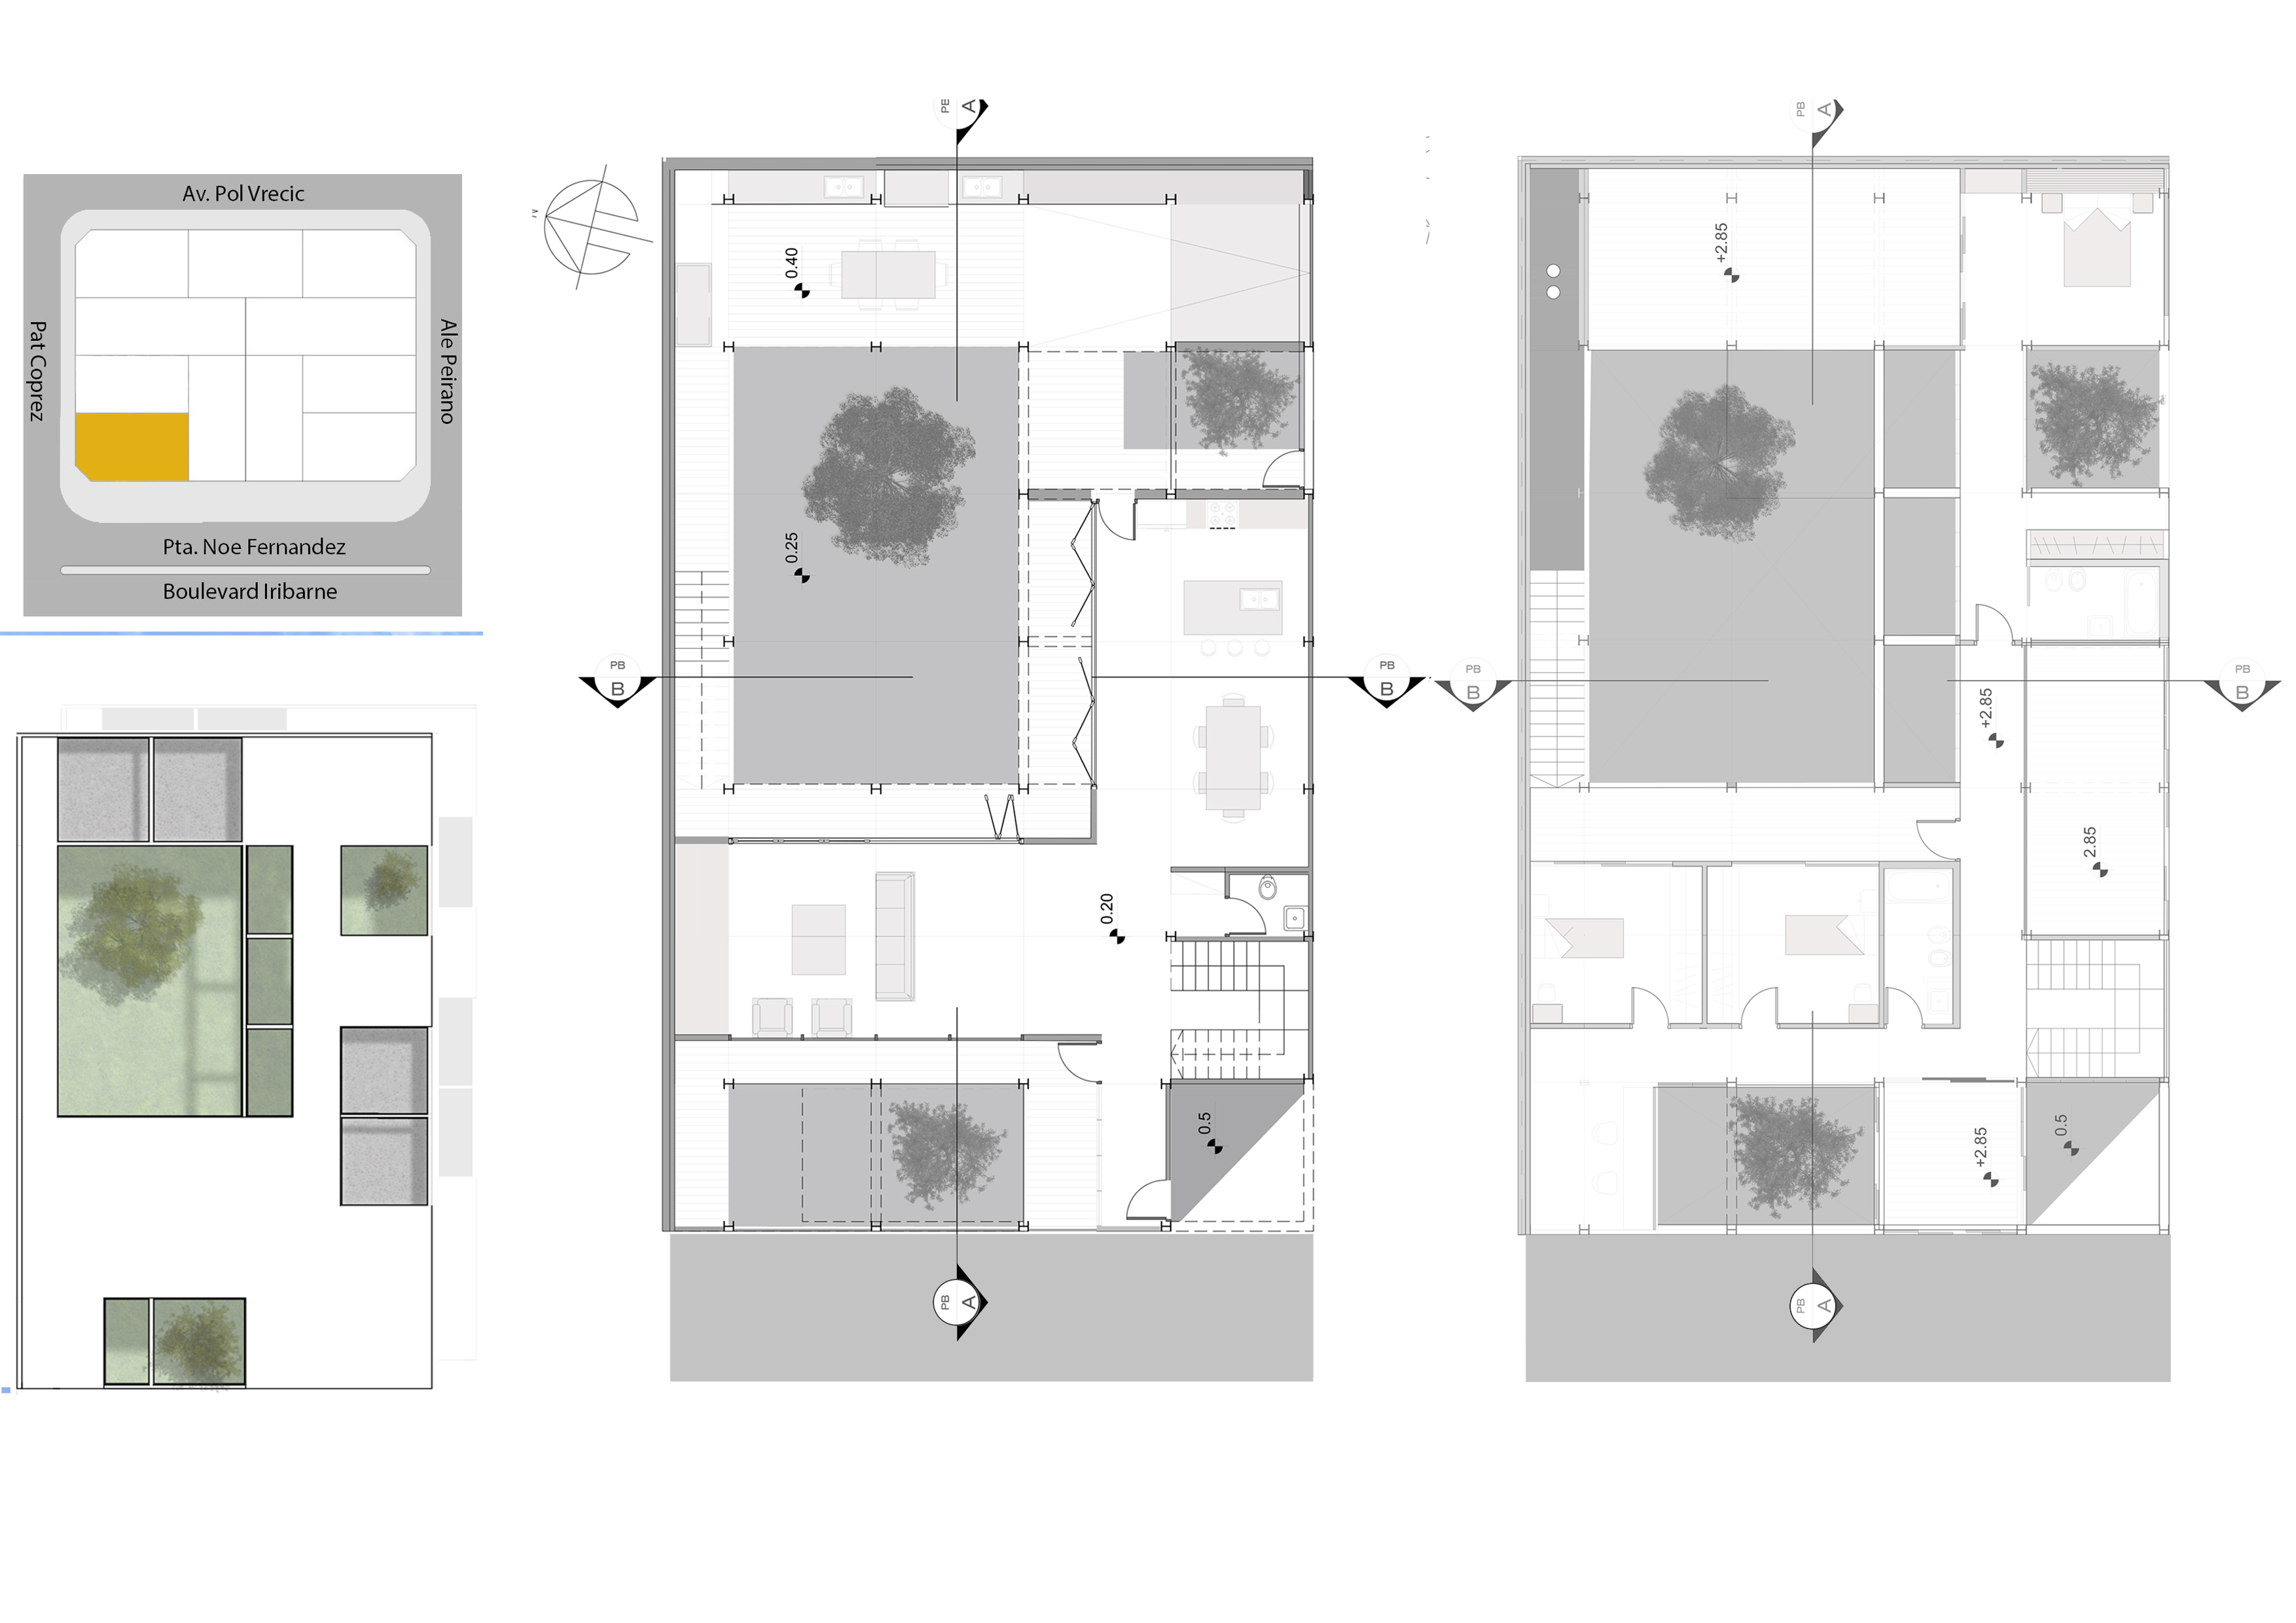 Av. Pol Vrecic
Pat Coprez
Ale Peirano
Pta. Noe Fernandez
Boulevard Iribarne
A
0.40
0.25
PB
B
PB
B
0.20
0.5
PB
A
PB
A
+2.85
PB
B
PB
B
+2.85
2.85
+2.85
0.5
PB
A